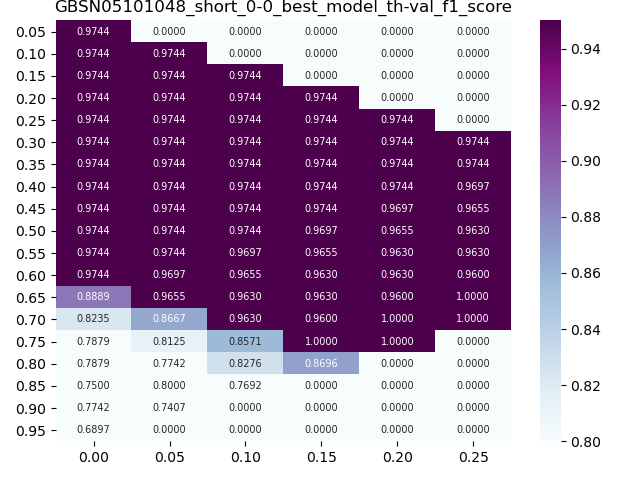 GBSN05101048_short_0-0_best_model_th-val_f1_score
0.05 0.9744 0.0000 0.0000 0.0000 0.0000 0.0000
0.10 0.9744 0.9744 0.0000 0.0000 0.0000 0.0000
0.15 0.9744 0.9744 0.9744 0.0000 0.0000 0.0000
0.20 0.9744 0.9744 0.9744 0.9744 0.0000 0.0000
0.25 0.9744 0.9744 0.9744 0.9744 0.9744 0.0000
0.30 0.9744 0.9744 0.9744 0.9744 0.9744 0.9744
0.35 0.9744 0.9744 0.9744 0.9744 0.9744 0.9744
0.40 0.9744 0.9744 0.9744 0.9744 0.9744 0.9697
0.45 0.9744 0.9744 0.9744 0.9744 0.9697 0.9655
0.50 0.9744 0.9744 0.9744 0.9697 0.9655 0.9630
0.55 0.9744 0.9744 0.9697 0.9655 0.9630 0.9630
0.60 0.9744 0.9697 0.9655 0.9630 0.9630 0.9600
0.65 0.8889 0.9655 0.9630 0.9630 0.9600 1.0000
0.70 0.8235 0.8667 0.9630 0.9600 1.0000 1.0000
0.75 0.7879 0.8125 0.8571 1.0000 1.0000 0.0000
0.80 0.7879 0.7742 0.8276 0.8696 0.0000 0.0000
0.85 0.7500 0.8000 0.7692 0.0000 0.0000 0.0000
0.90 0.7742 0.7407 0.0000 0.0000 0.0000 0.0000
0.95 0.6897 0.0000 0.0000 0.0000 0.0000 0.0000
0.00 0.05 0.10 0.15 0.20 0.25
0.94
0.92
0.90
0.88
0.86
0.84
0.82
0.80